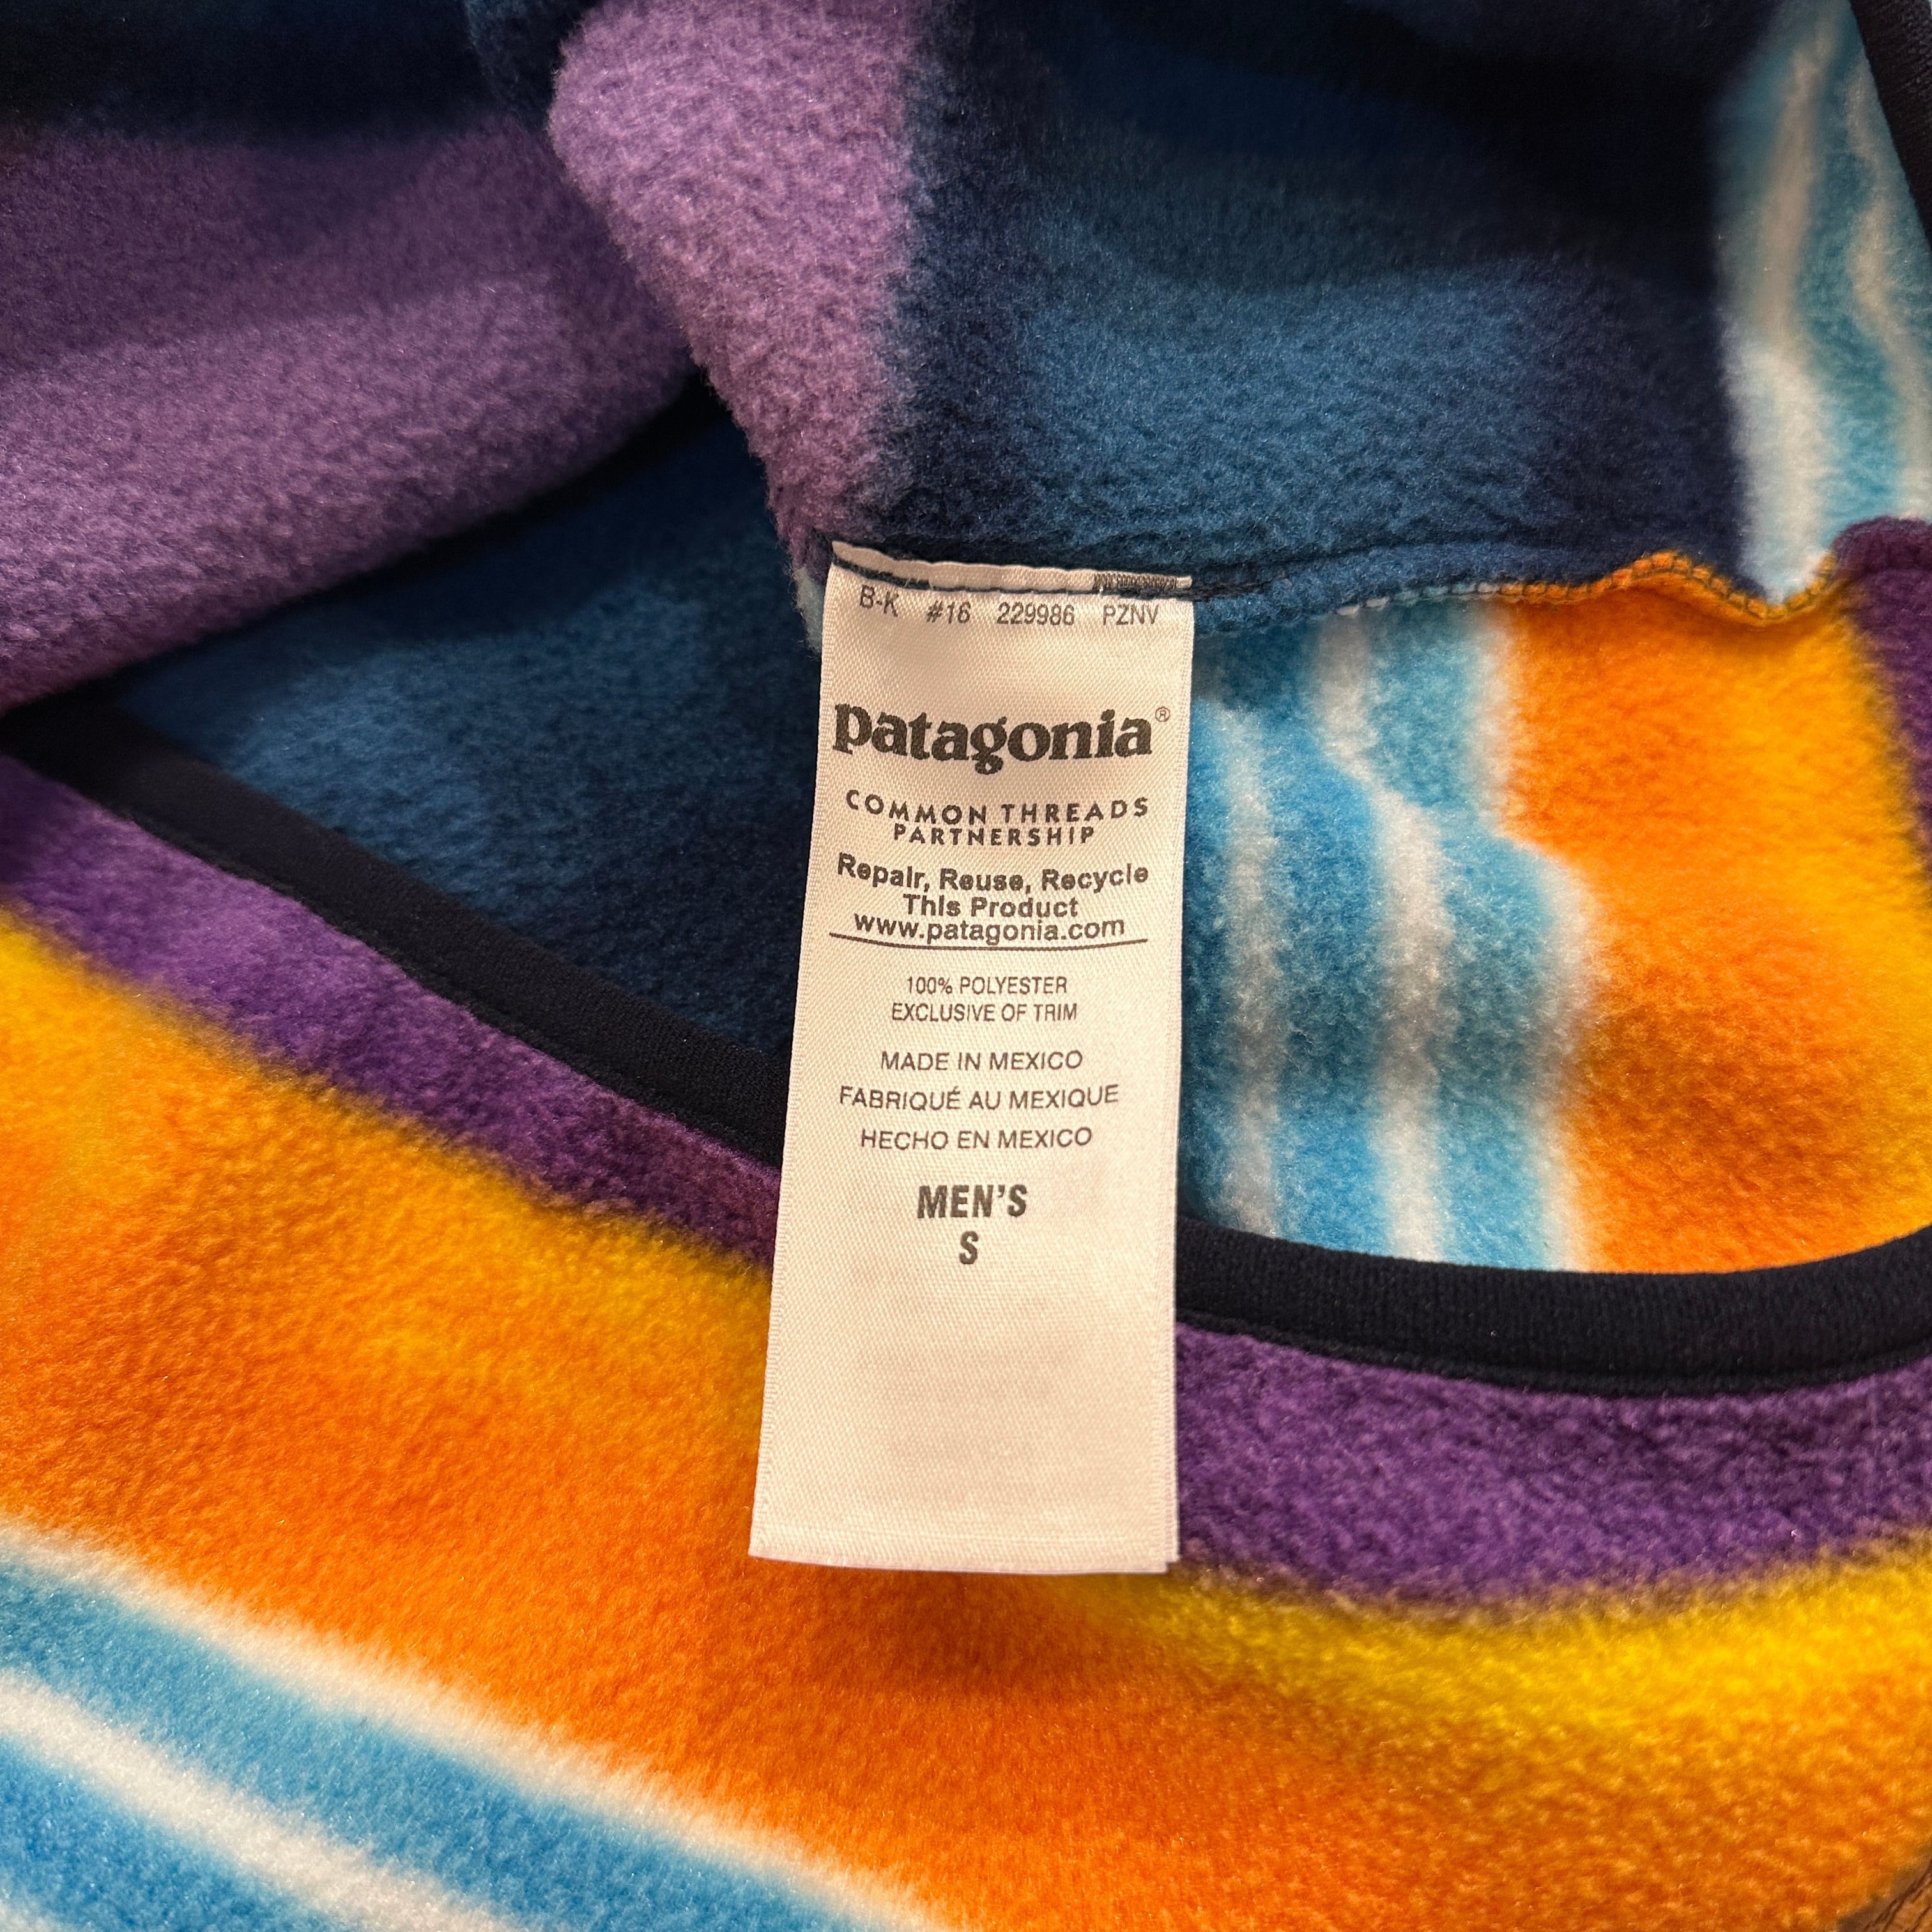 B-K #16 229986 PZNV
patagonia®
COMMON THREADS
PARTNERSHIP
Repair, Reuse, Recycle
This Product
www.patagonia.com
100% POLYESTER
EXCLUSIVE OF TRIM
MADE IN MEXICO
FABRIQUÉ AU MEXIQUE
HECHO EN MEXICO
MEN'S
S